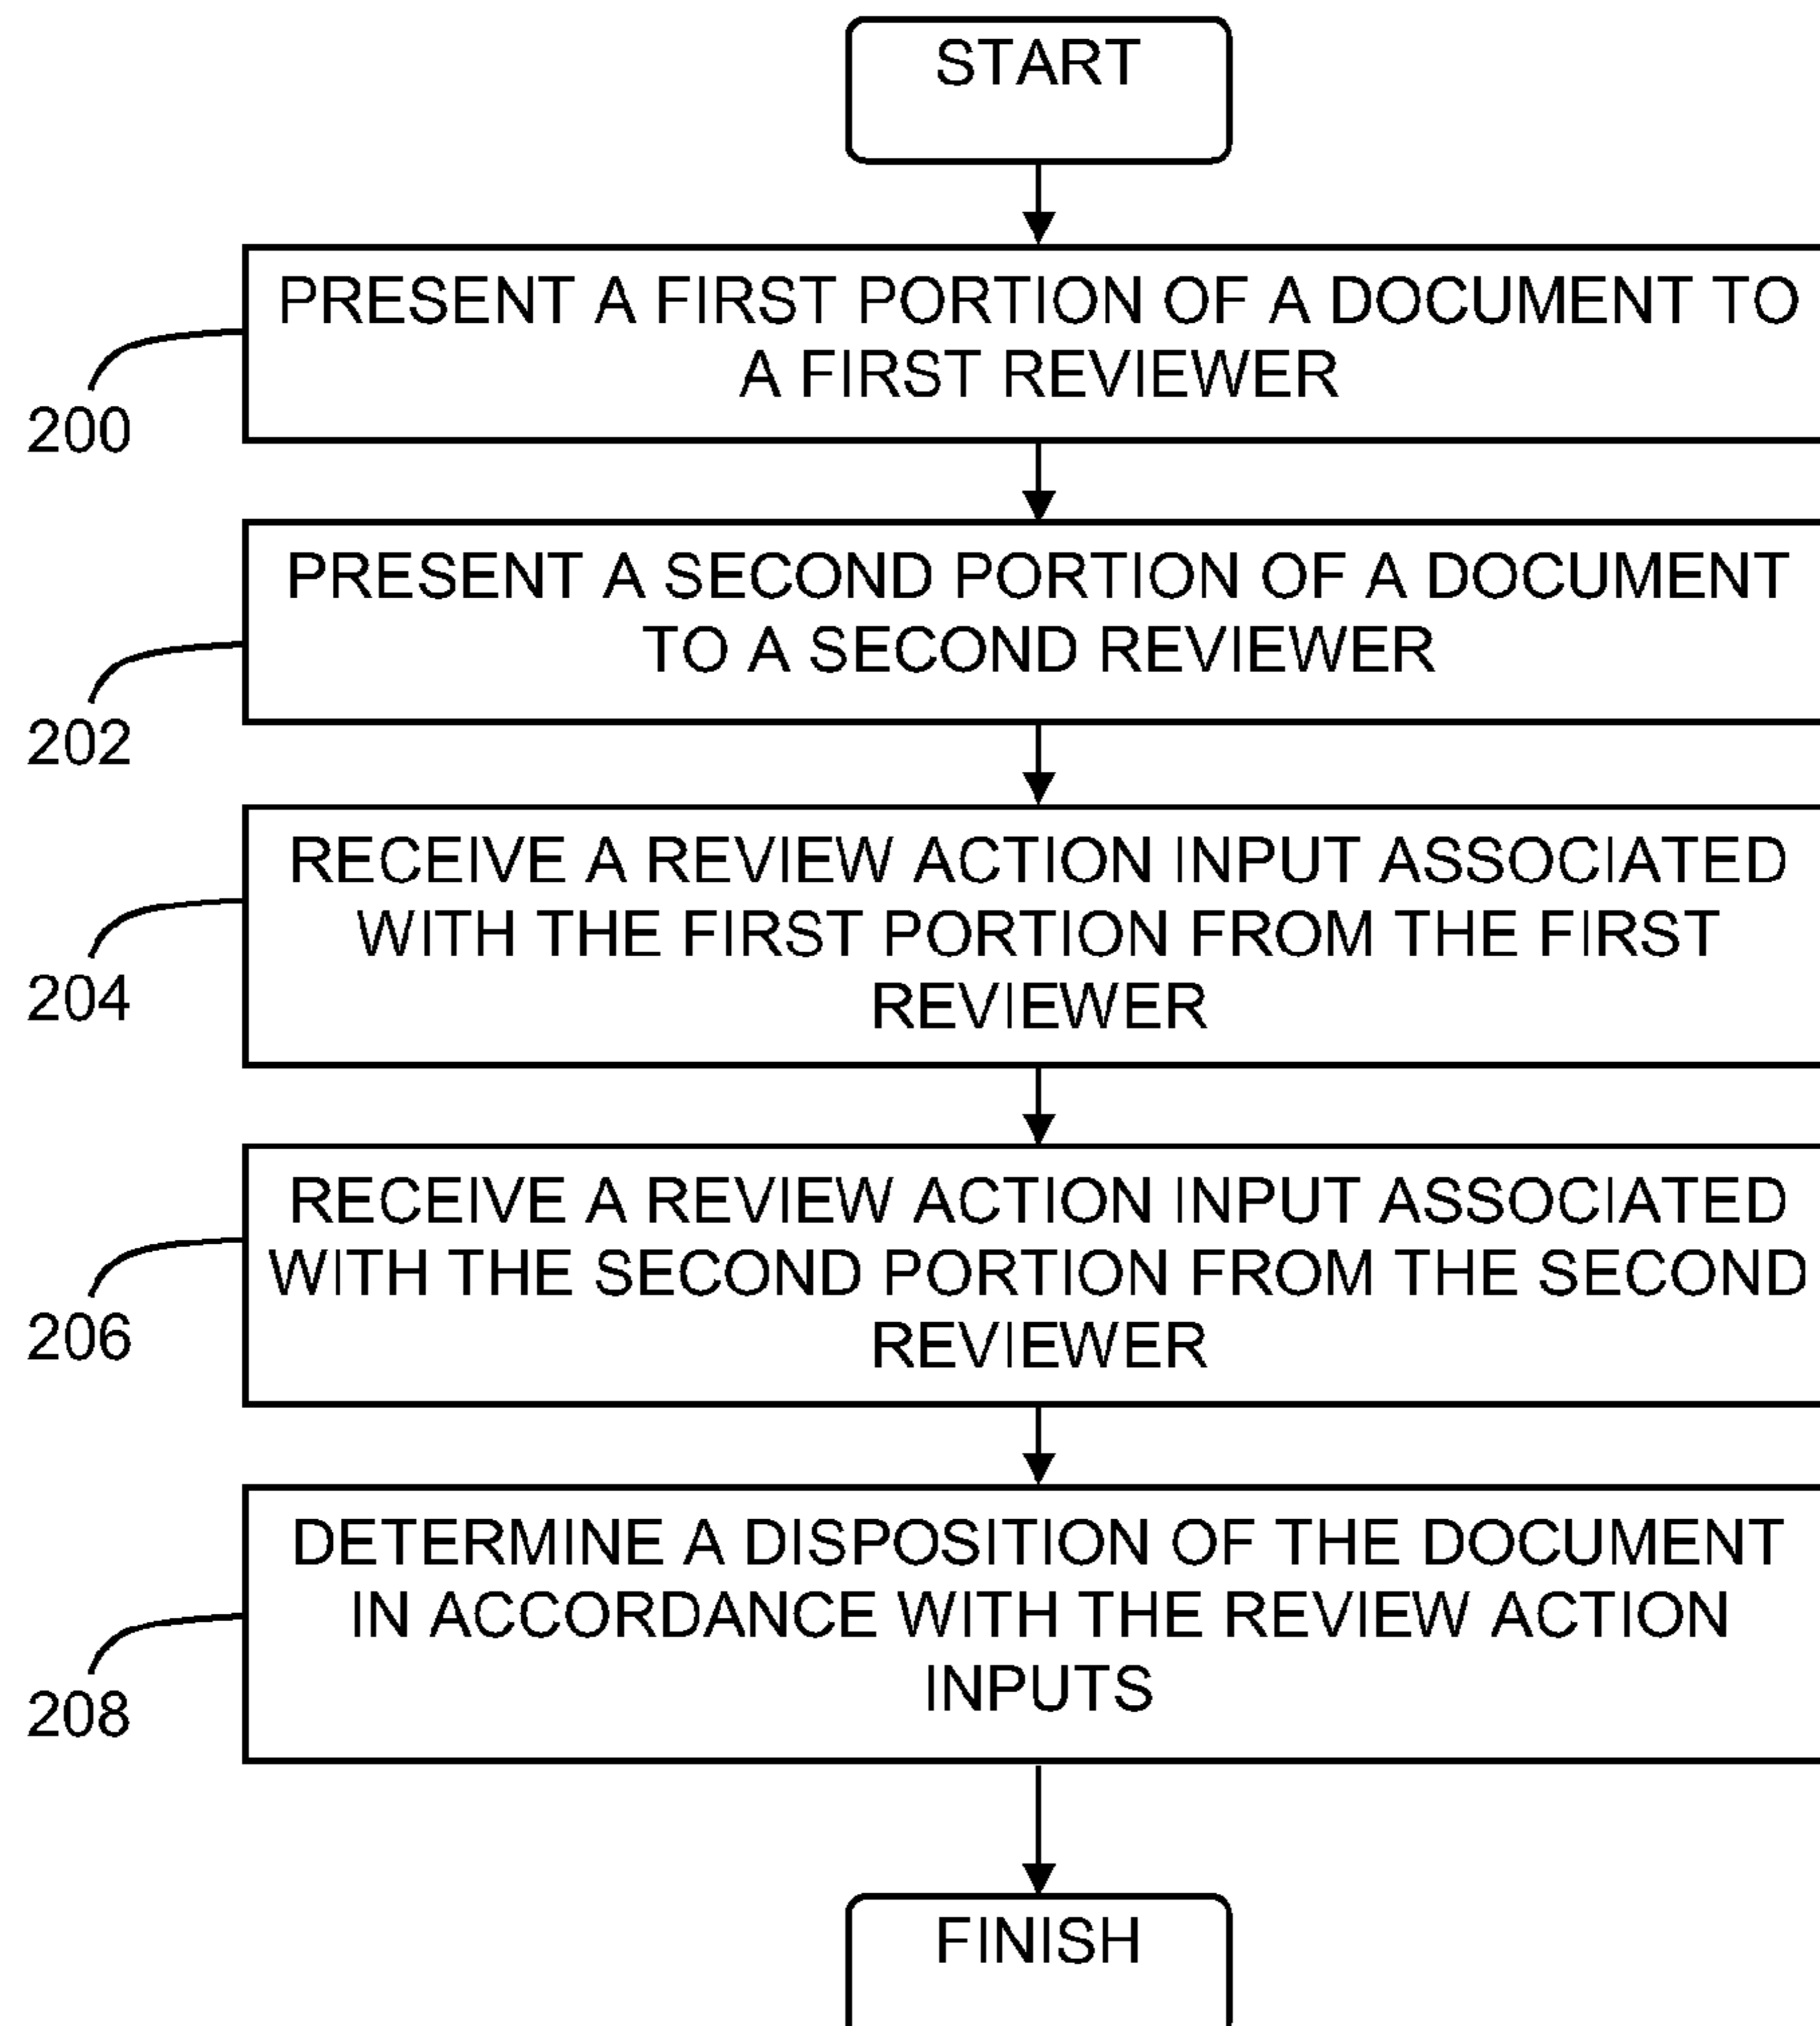 START
PRESENT A FIRST PORTION OF A DOCUMENT TO
A FIRST REVIEWER
200
PRESENT A SECOND PORTION OF A DOCUMENT
TO A SECOND REVIEWER
202
RECEIVE A REVIEW ACTION INPUT ASSOCIATED
WITH THE FIRST PORTION FROM THE FIRST
REVIEWER
204
RECEIVE A REVIEW ACTION INPUT ASSOCIATED
WITH THE SECOND PORTION FROM THE SECOND
REVIEWER
206
DETERMINE A DISPOSITION OF THE DOCUMENT
IN ACCORDANCE WITH THE REVIEW ACTION
INPUTS
208
FINISH